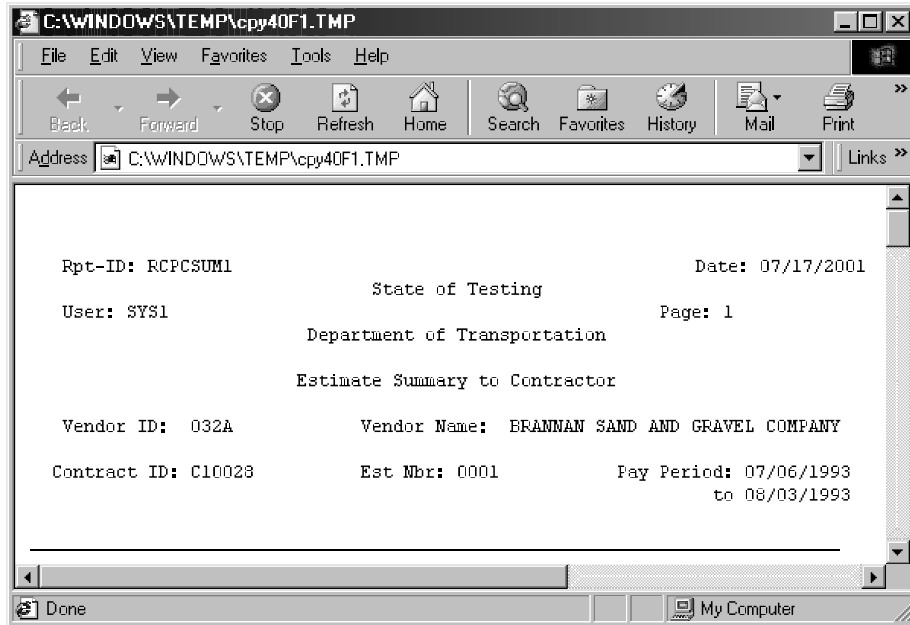 C:\WINDOWS\TEMP\cpy40F1.TMP
File Edit View Favorites Tools Help
Back Forward Stop Refresh Home Search Favorites History Mail Print »
Address C:\WINDOWS\TEMP\cpy40F1.TMP Links »
Rpt-ID: RCPCSUM1 Date: 07/17/2001
State of Testing
User: SYS1 Page: 1
Department of Transportation
Estimate Summary to Contractor
Vendor ID: 032A Vendor Name: BRANNAN SAND AND GRAVEL COMPANY
Contract ID: C10028 Est Nbr: 0001 Pay Period: 07/06/1993
to 08/03/1993
Done My Computer